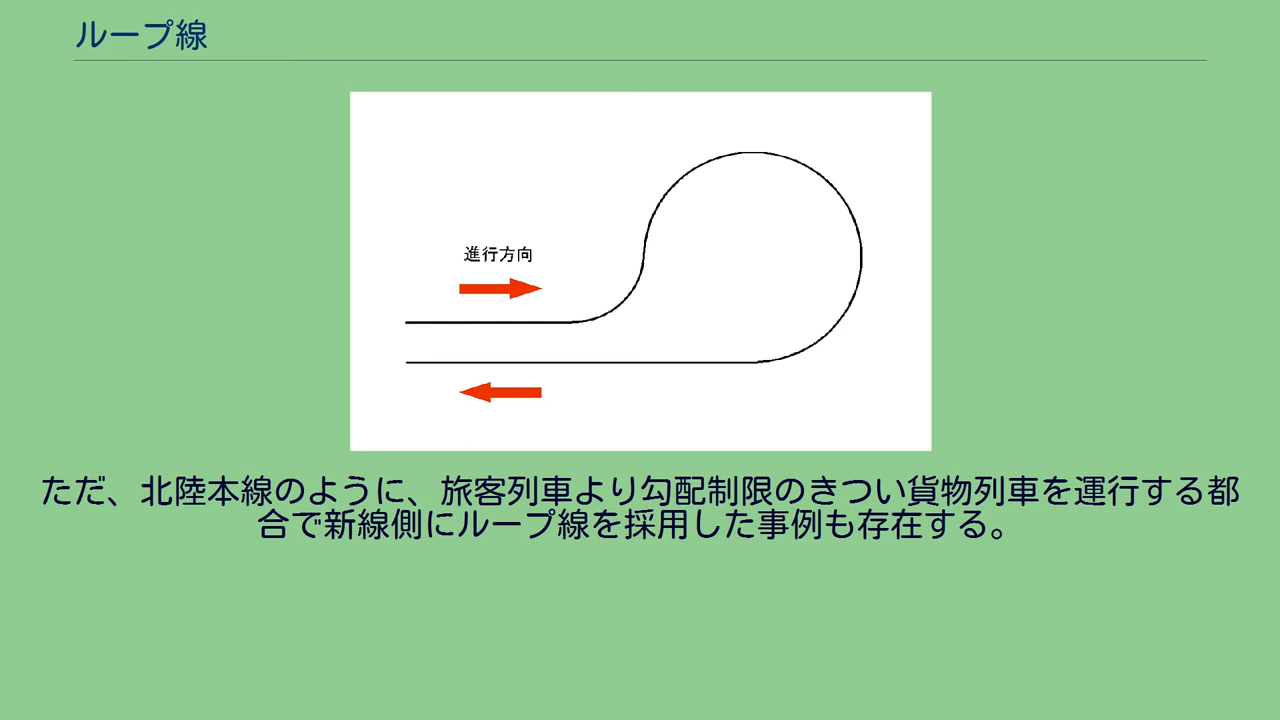 ループ線
進行方向
ただ、北陸本線のように、旅客列車より勾配制限のきつい貨物列車を運行する都
合で新線側にループ線を採用した事例も存在する。